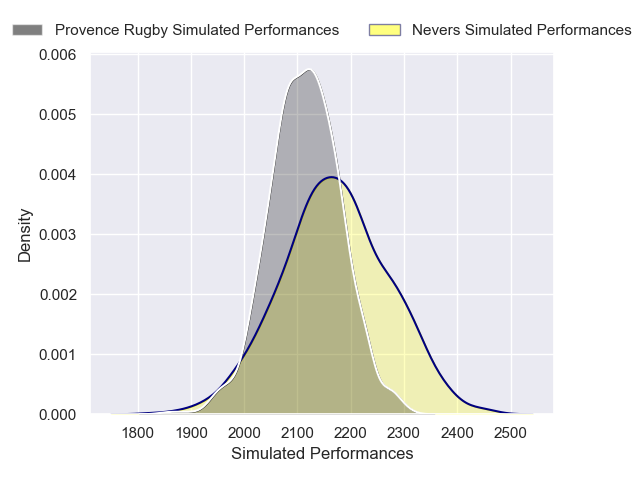 Provence Rugby Simulated Performances Nevers Simulated Performances
0.006
0.005
0.004
0.003
0.002
0.001
0.000
Density
1800 1900 2000 2100 2200 2300 2400 2500
Simulated Performances